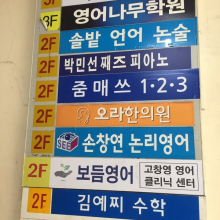 3F 영어나무학원
2F 솔밭 언어 논술
2F 박민선째즈피아노
2F 줌 매쓰 1·2·3
2F 오라한의원
2F SEE 손창연 논리영어
2F 보듬영어 고창영 영어
클리닉 센터
2F 김예찌 수학